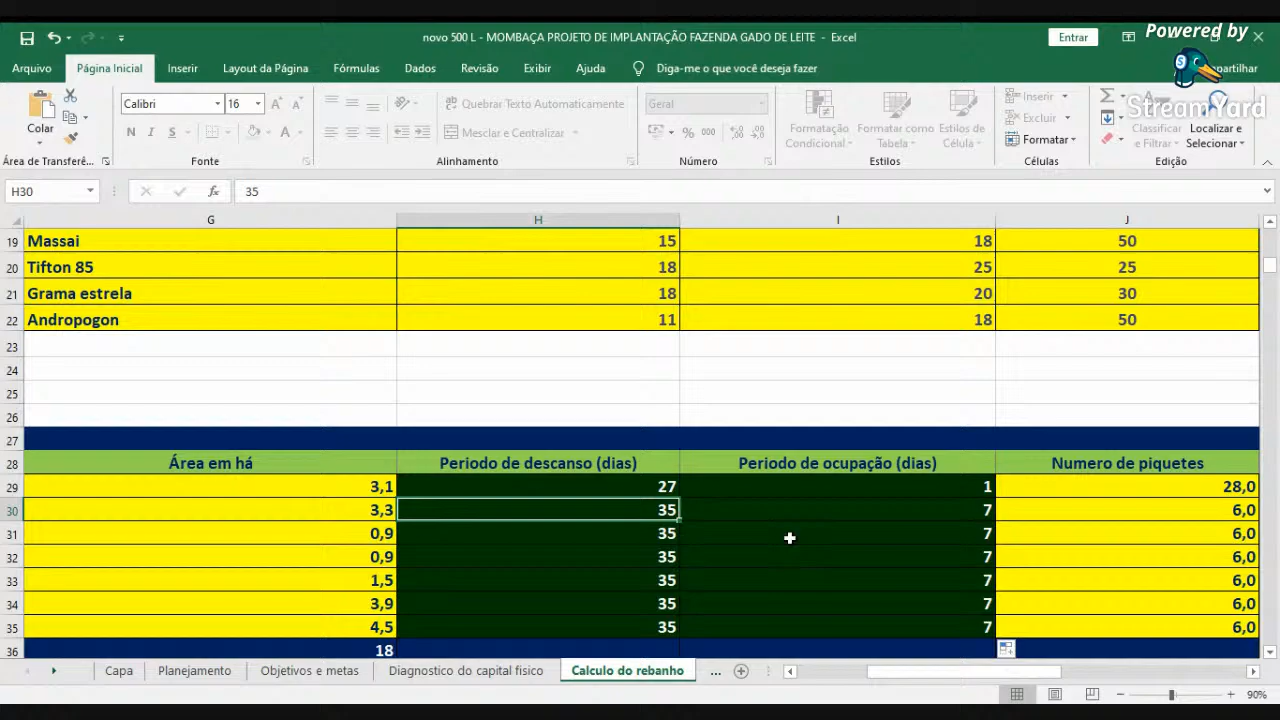 novo 500 L - MOMBAÇA PROJETO DE IMPLANTAÇÃO FAZENDA GADO DE LEITE - Excel
Entrar
Powered by
StreamYard
Arquivo Página Inicial Inserir Layout da Página Fórmulas Dados Revisão Exibir Ajuda Diga-me o que você deseja fazer
Colar
Calibri 16
N I S
Quebrar Texto Automaticamente
Mesclar e Centralizar
Geral
% 000
Formatação Condicional
Formatar como Tabela
Estilos de Célula
Inserir
Excluir
Formatar
Classificar e Filtrar
Localizar e Selecionar
Área de Transferê... Fonte Alinhamento Número Estilos Células Edição
H30 fx 35
G H I J
19 Massai 15 18 50
20 Tifton 85 18 25 25
21 Grama estrela 18 20 30
22 Andropogon 11 18 50
23
24
25
26
27
28 Área em há Periodo de descanso (dias) Periodo de ocupação (dias) Numero de piquetes
29 3,1 27 1 28,0
30 3,3 35 7 6,0
31 0,9 35 7 6,0
32 0,9 35 7 6,0
33 1,5 35 7 6,0
34 3,9 35 7 6,0
35 4,5 35 7 6,0
36 18
Capa Planejamento Objetivos e metas Diagnostico do capital fisico Calculo do rebanho ...
90%